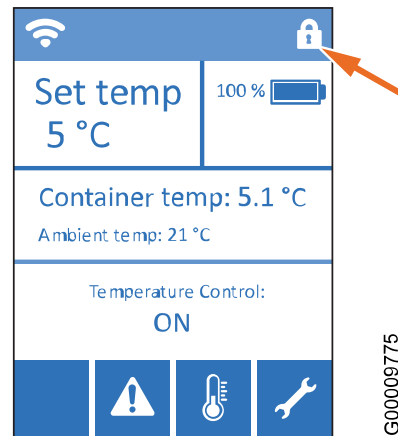 Set temp
5 °C
100 %
Container temp: 5.1 °C
Ambient temp: 21 °C
Temperature Control:
ON
G00009775